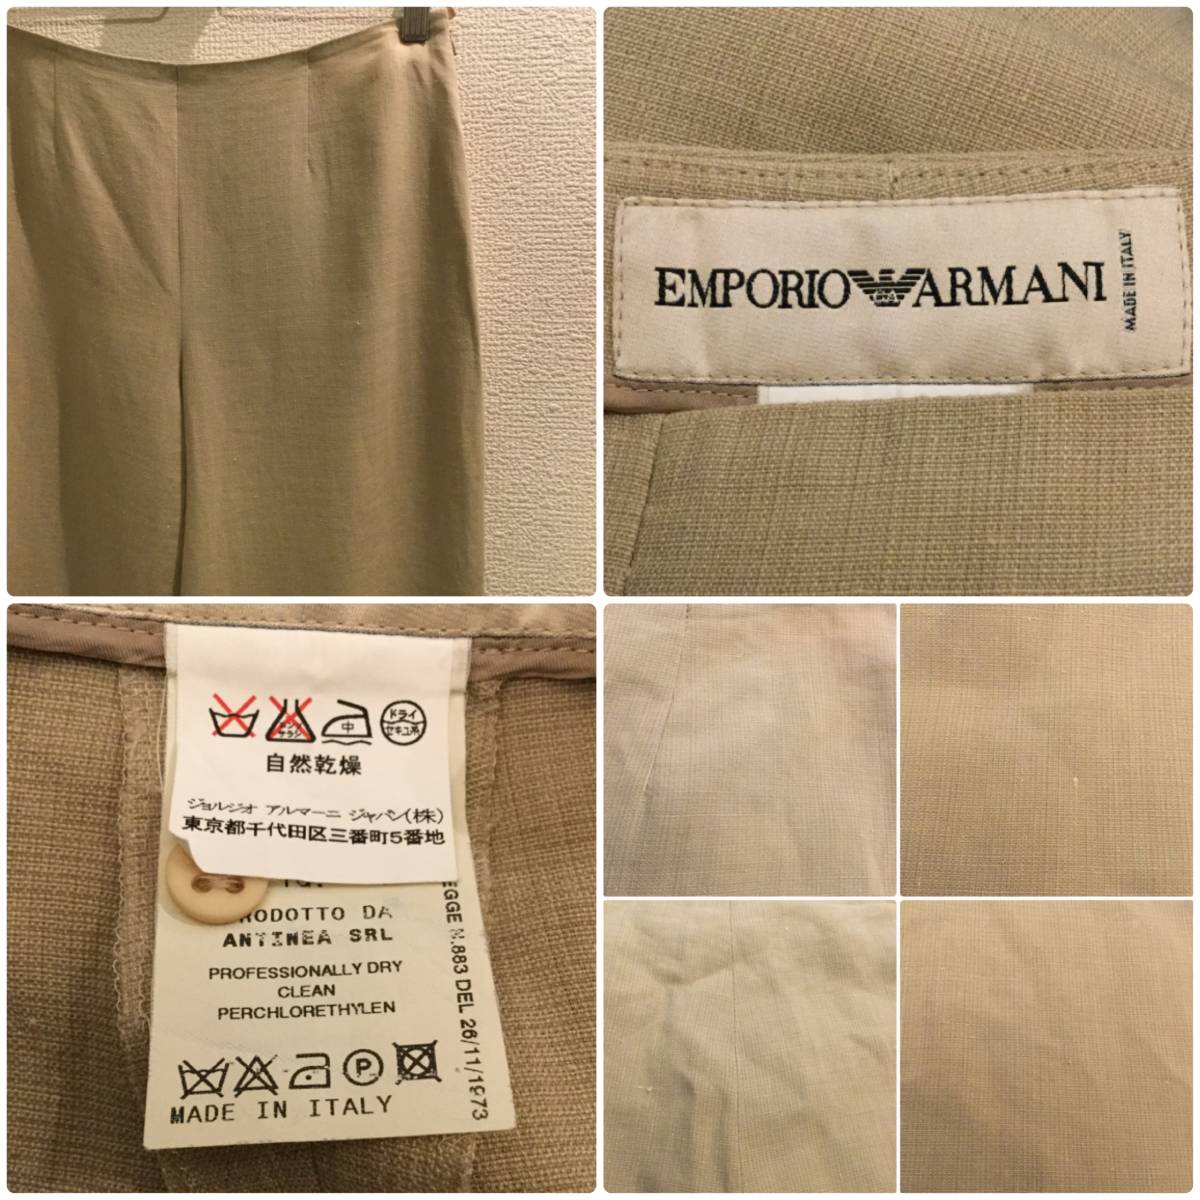 EMPORIO ARMANI
MADE IN ITALY
中
ドライ
セキユ系
自然乾燥
ジョルジオ アルマーニ ジャパン(株)
東京都千代田区三番町5番地
RODOTTO DA
ANTINEA SRL
PROFESSIONALLY DRY
CLEAN
PERCHLORETHYLEN
P
MADE IN ITALY
EGGE N.883 DEL 26/11/1973